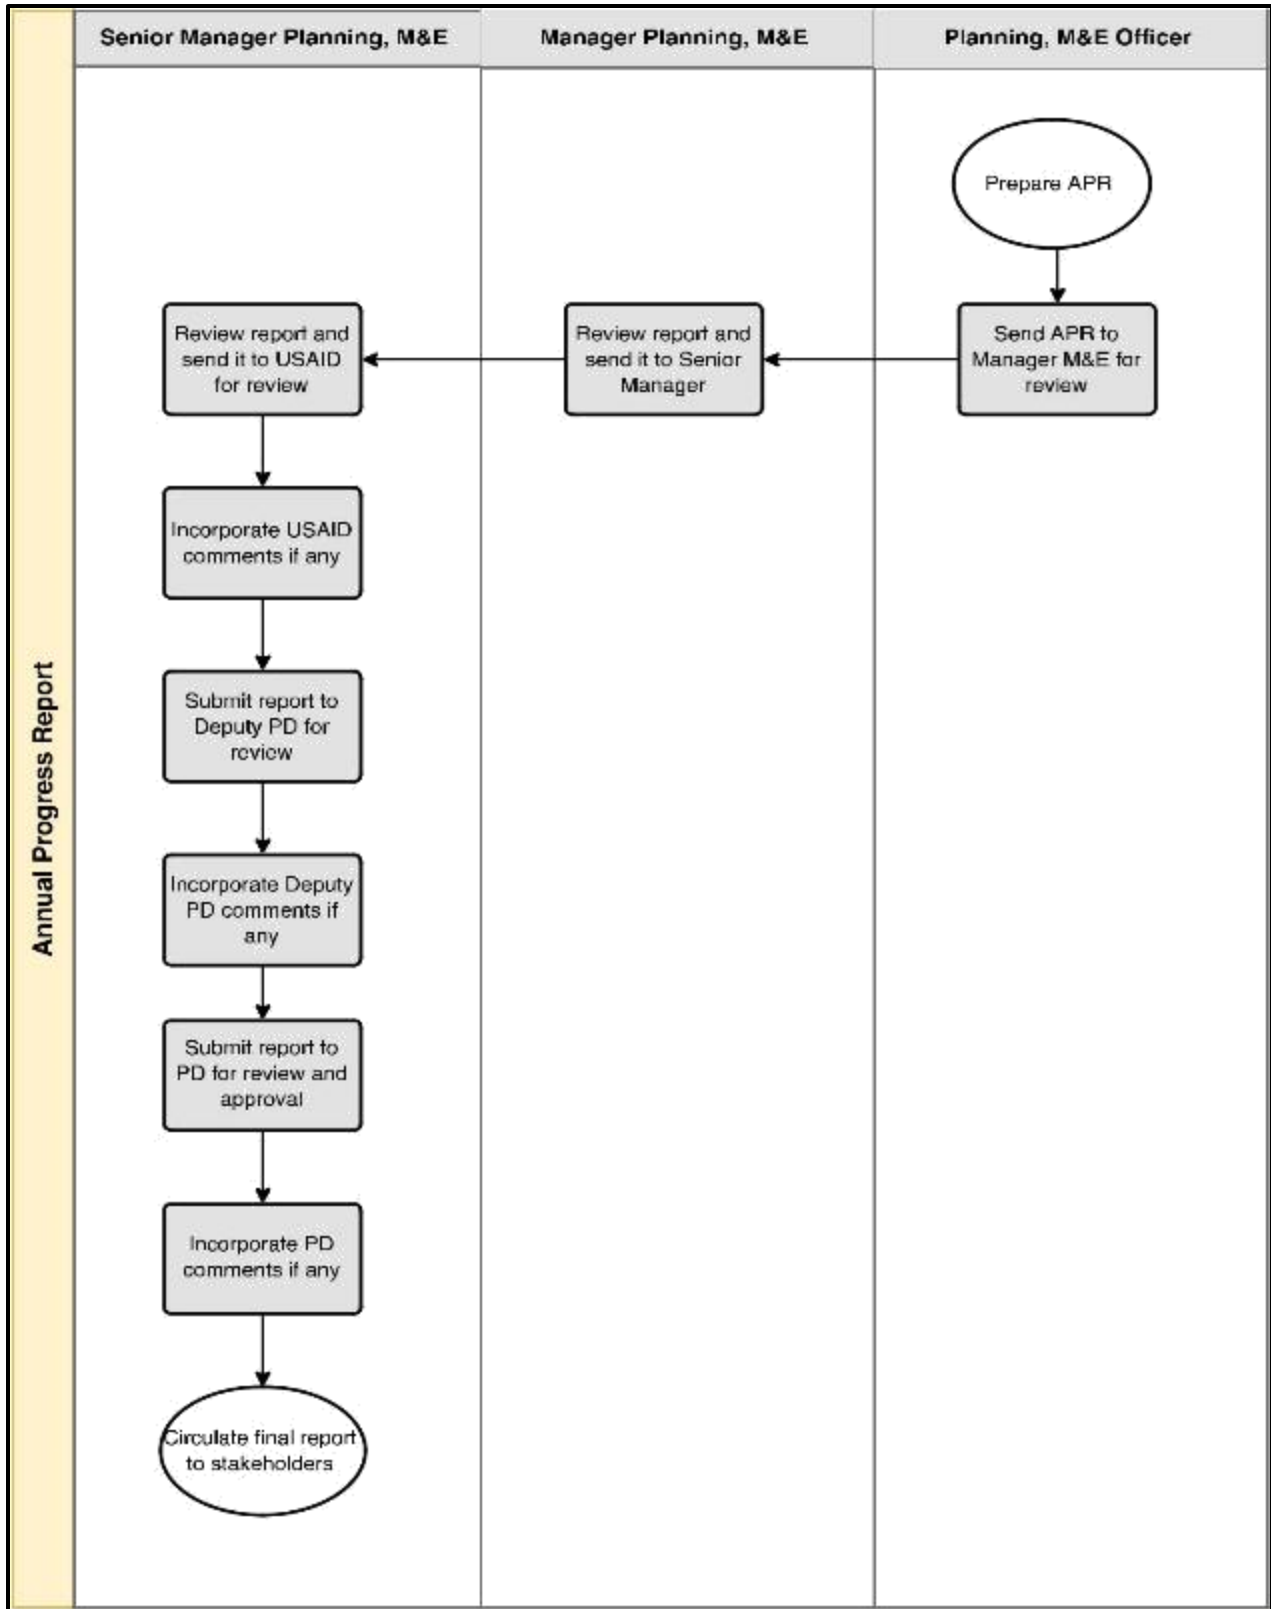 Senior Manager Planning, M&E
Manager Planning, M&E
Planning, M&E Officer
Annual Progress Report
Prepare APR
Send APR to
Manager M&E for
review
Review report and
send it to Senior
Manager
Review report and
send it to USAID
for review
Incorporate USAID
comments if any
Submit report to
Deputy PD for
review
Incorporate Deputy
PD comments if
any
Submit report to
PD for review and
approval
Incorporate PD
comments if any
Circulate final report
to stakeholders